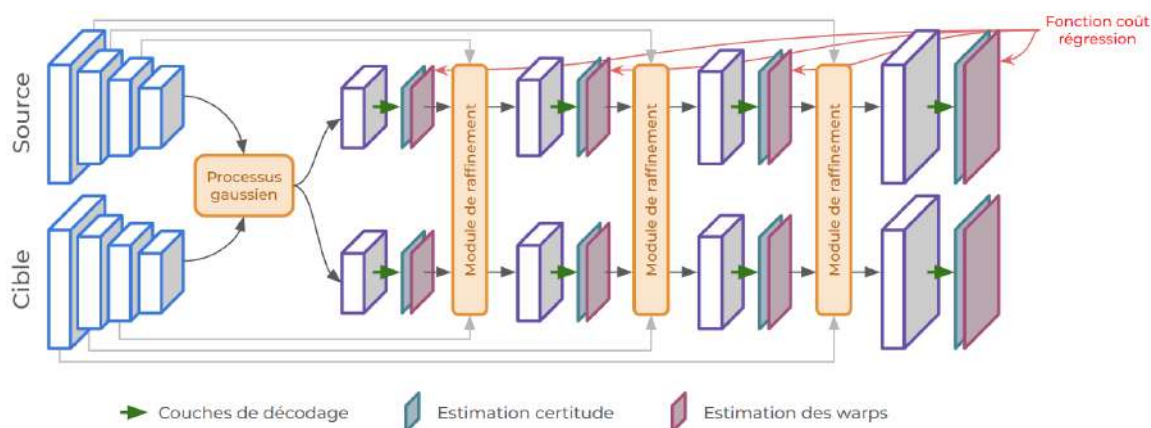 Fonction coût
régression
Source
Processus
gaussien
Module de raffinement
Module de raffinement
Module de raffinement
Cible
Couches de décodage
Estimation certitude
Estimation des warps